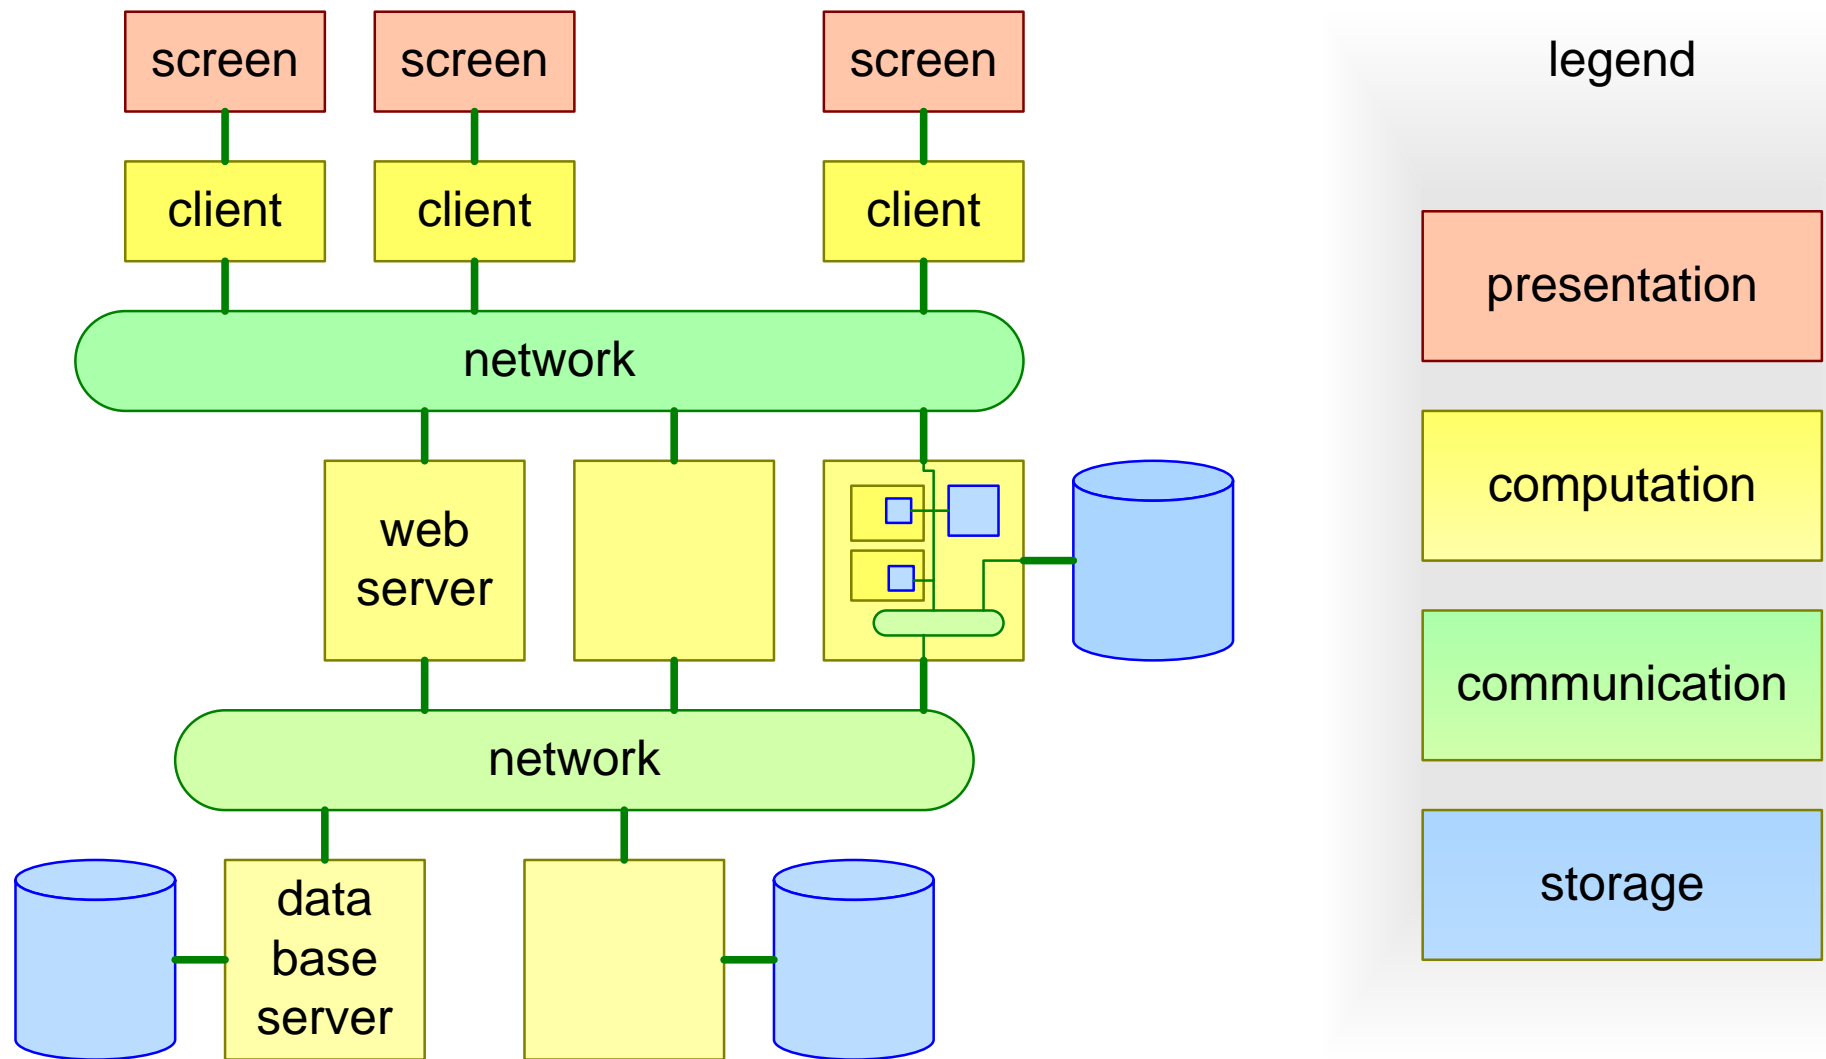 screen
screen
screen
legend
client
client
client
presentation
network
computation
web
server
communication
network
storage
data
base
server